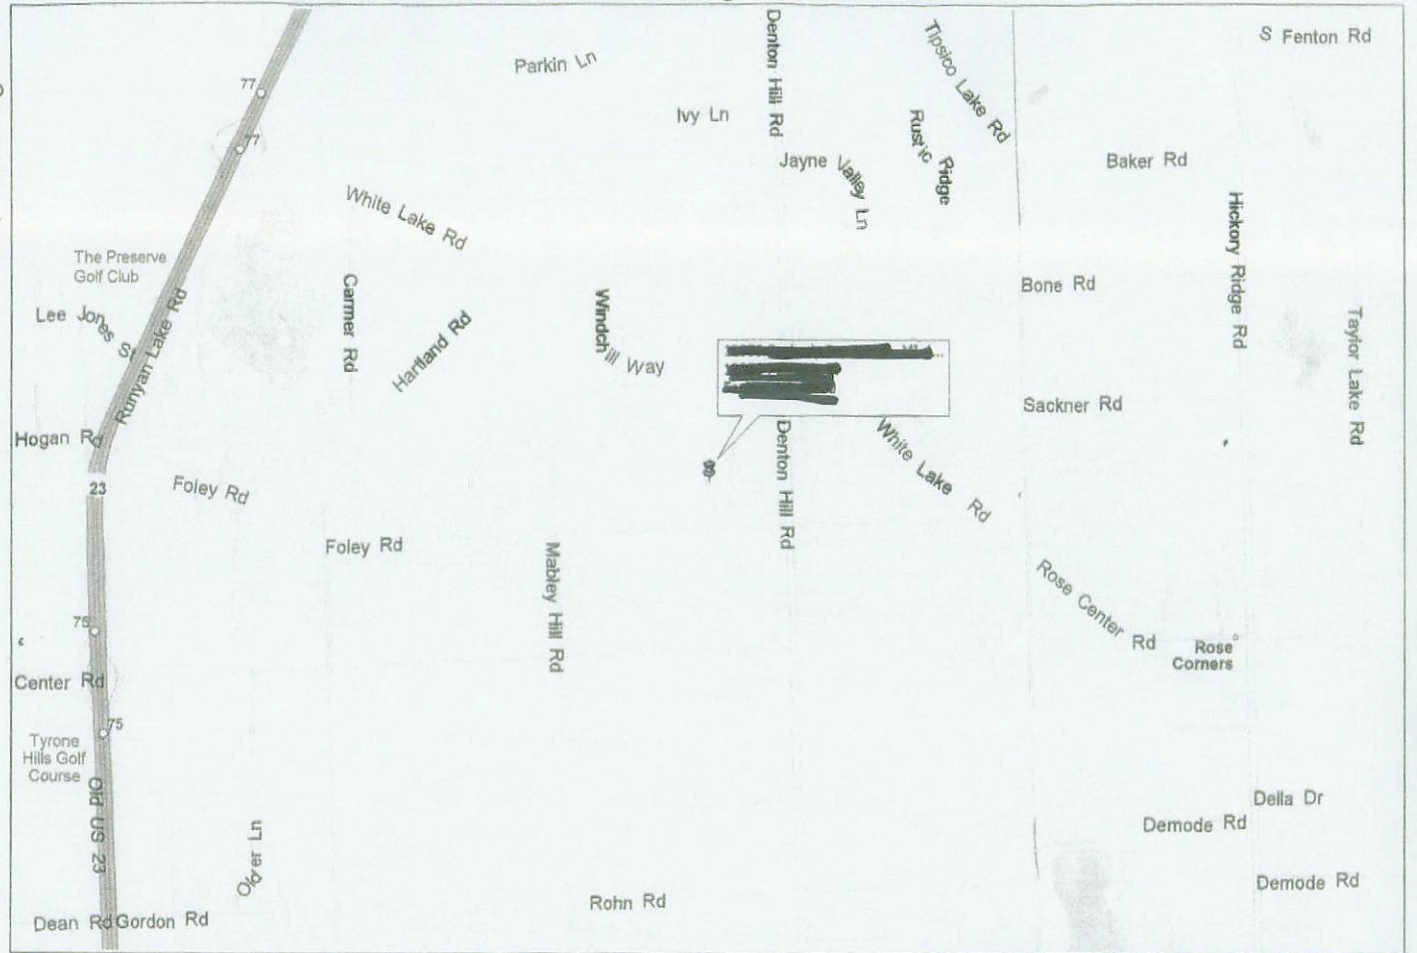 S Fenton Rd
Parkin Ln
Denton Hill Rd
Tipsico Lake Rd
77
Ivy Ln
Rustic Ridge
77
Jayne Valley Ln
Baker Rd
White Lake Rd
Hickory Ridge Rd
The Preserve
Golf Club
Carmer Rd
Bone Rd
Lee Jones St
Runyan Lake Rd
Hartland Rd
Windchill Way
Taylor Lake Rd
Sackner Rd
Hogan Rd
Denton Hill Rd
White Lake Rd
23
Foley Rd
Foley Rd
Mabley Hill Rd
Rose Center Rd
75
Rose
Corners
Center Rd
75
Tyrone
Hills Golf
Course
Old US 23
Della Dr
Demode Rd
Demode Rd
Rohn Rd
Dean Rd
Gordon Rd